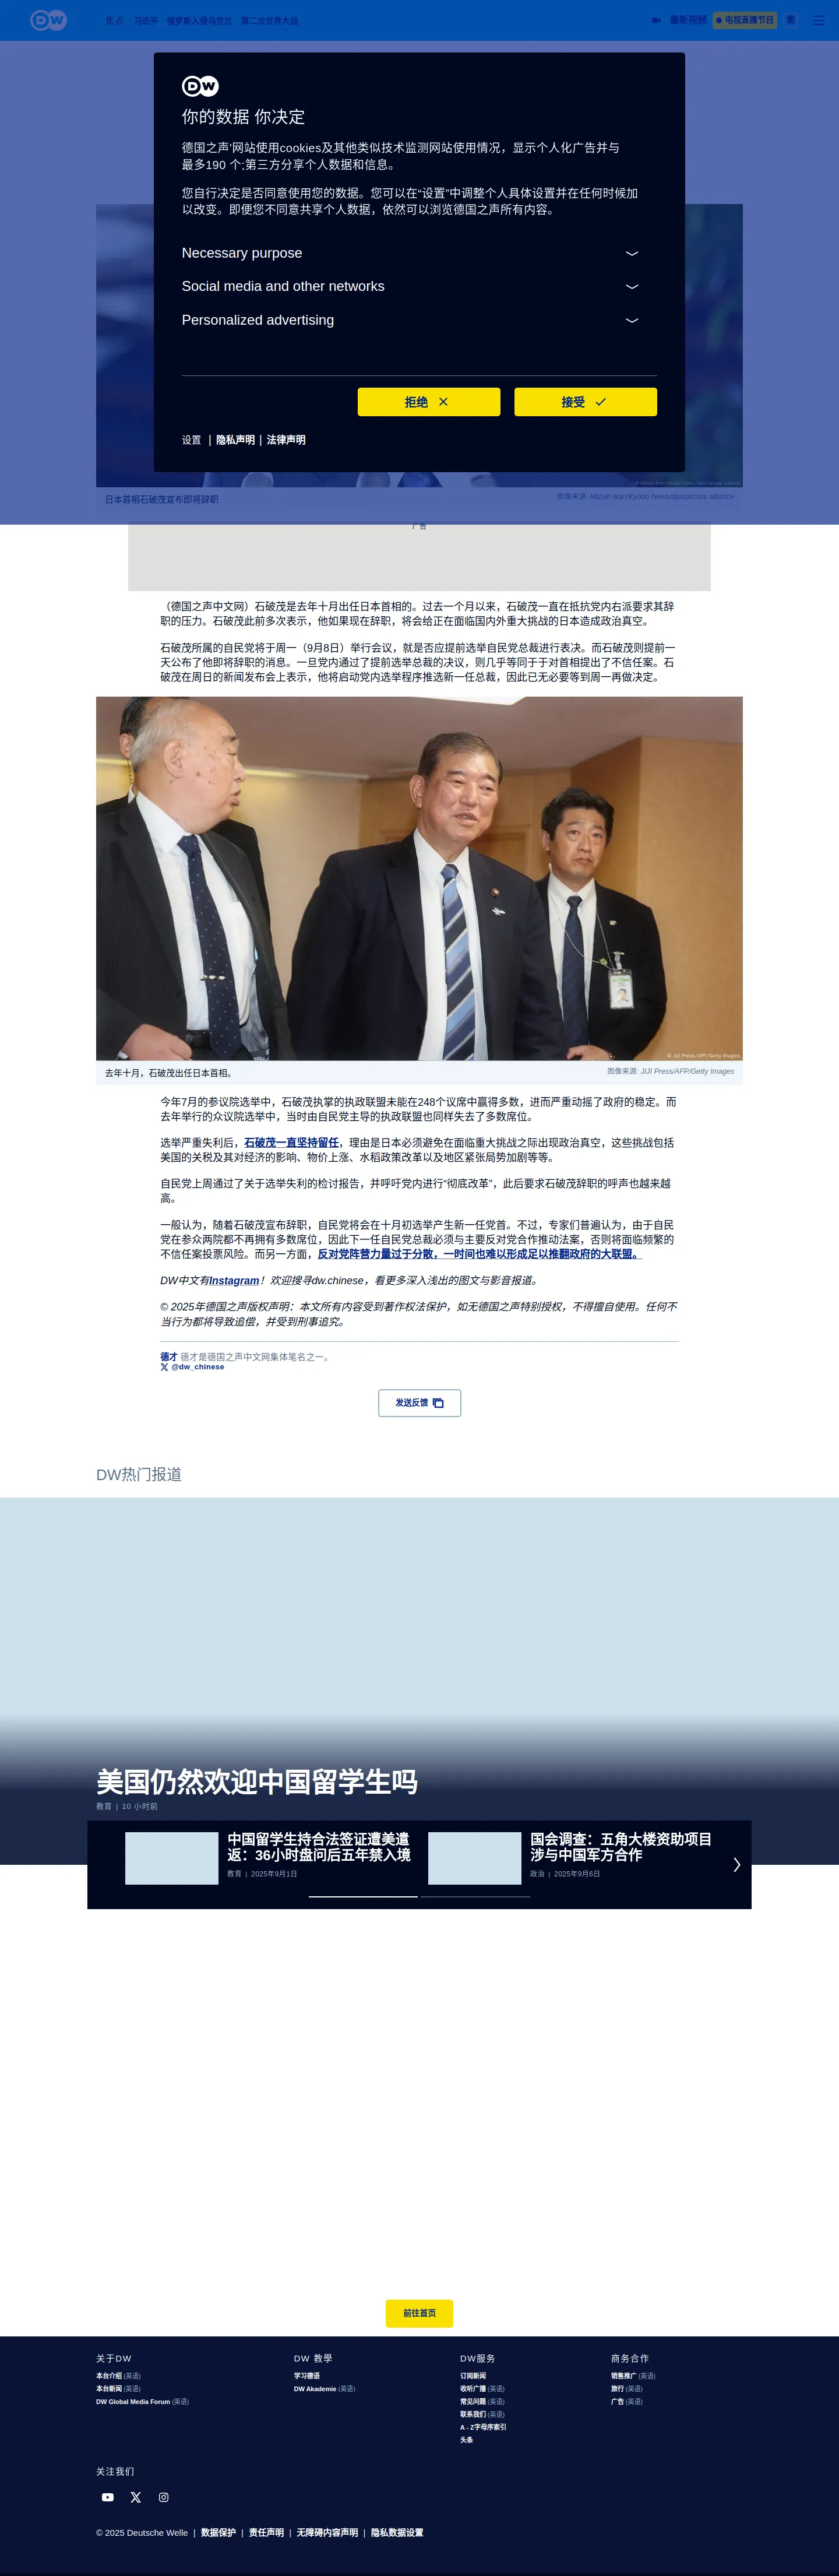 DW
焦点
习近平
俄罗斯入侵乌克兰
第二次世界大战
最新视频
电视直播节目
繁
DW
你的数据 你决定
德国之声'网站使用cookies及其他类似技术监测网站使用情况，显示个人化广告并与
最多190 个;第三方分享个人数据和信息。
您自行决定是否同意使用您的数据。您可以在“设置”中调整个人具体设置并在任何时候加
以改变。即便您不同意共享个人数据，依然可以浏览德国之声所有内容。
Necessary purpose
Social media and other networks
Personalized advertising
拒绝
接受
设置 | 隐私声明 | 法律声明
日本首相石破茂宣布即将辞职
图像来源: Mizuki Ikari/Kyodo News/dpa/picture alliance
广告
（德国之声中文网）石破茂是去年十月出任日本首相的。过去一个月以来，石破茂一直在抵抗党内右派要求其辞
职的压力。石破茂此前多次表示，他如果现在辞职，将会给正在面临国内外重大挑战的日本造成政治真空。
石破茂所属的自民党将于周一（9月8日）举行会议，就是否应提前选举自民党总裁进行表决。而石破茂则提前一
天公布了他即将辞职的消息。一旦党内通过了提前选举总裁的决议，则几乎等同于于对首相提出了不信任案。石
破茂在周日的新闻发布会上表示，他将启动党内选举程序推选新一任总裁，因此已无必要等到周一再做决定。
© JIJI Press/AFP/Getty Images
去年十月，石破茂出任日本首相。
图像来源: JIJI Press/AFP/Getty Images
今年7月的参议院选举中，石破茂执掌的执政联盟未能在248个议席中赢得多数，进而严重动摇了政府的稳定。而
去年举行的众议院选举中，当时由自民党主导的执政联盟也同样失去了多数席位。
选举严重失利后，石破茂一直坚持留任，理由是日本必须避免在面临重大挑战之际出现政治真空，这些挑战包括
美国的关税及其对经济的影响、物价上涨、水稻政策改革以及地区紧张局势加剧等等。
自民党上周通过了关于选举失利的检讨报告，并呼吁党内进行“彻底改革”，此后要求石破茂辞职的呼声也越来越
高。
一般认为，随着石破茂宣布辞职，自民党将会在十月初选举产生新一任党首。不过，专家们普遍认为，由于自民
党在参众两院都不再拥有多数席位，因此下一任自民党总裁必须与主要反对党合作推动法案，否则将面临频繁的
不信任案投票风险。而另一方面，反对党阵营力量过于分散，一时间也难以形成足以推翻政府的大联盟。
DW中文有Instagram！欢迎搜寻dw.chinese，看更多深入浅出的图文与影音报道。
© 2025年德国之声版权声明：本文所有内容受到著作权法保护，如无德国之声特别授权，不得擅自使用。任何不
当行为都将导致追偿，并受到刑事追究。
德才 德才是德国之声中文网集体笔名之一。
@dw_chinese
发送反馈
DW热门报道
美国仍然欢迎中国留学生吗
教育 | 10 小时前
中国留学生持合法签证遭美遣
返：36小时盘问后五年禁入境
教育 | 2025年9月1日
国会调查：五角大楼资助项目
涉与中国军方合作
政治 | 2025年9月6日
前往首页
关于DW
本台介绍 (英语)
本台新闻 (英语)
DW Global Media Forum (英语)
DW 教學
学习德语
DW Akademie (英语)
DW服务
订阅新闻
收听广播 (英语)
常见问题 (英语)
联系我们 (英语)
A - Z字母序索引
头条
商务合作
销售推广 (英语)
旅行 (英语)
广告 (英语)
关注我们
© 2025 Deutsche Welle | 数据保护 | 责任声明 | 无障碍内容声明 | 隐私数据设置